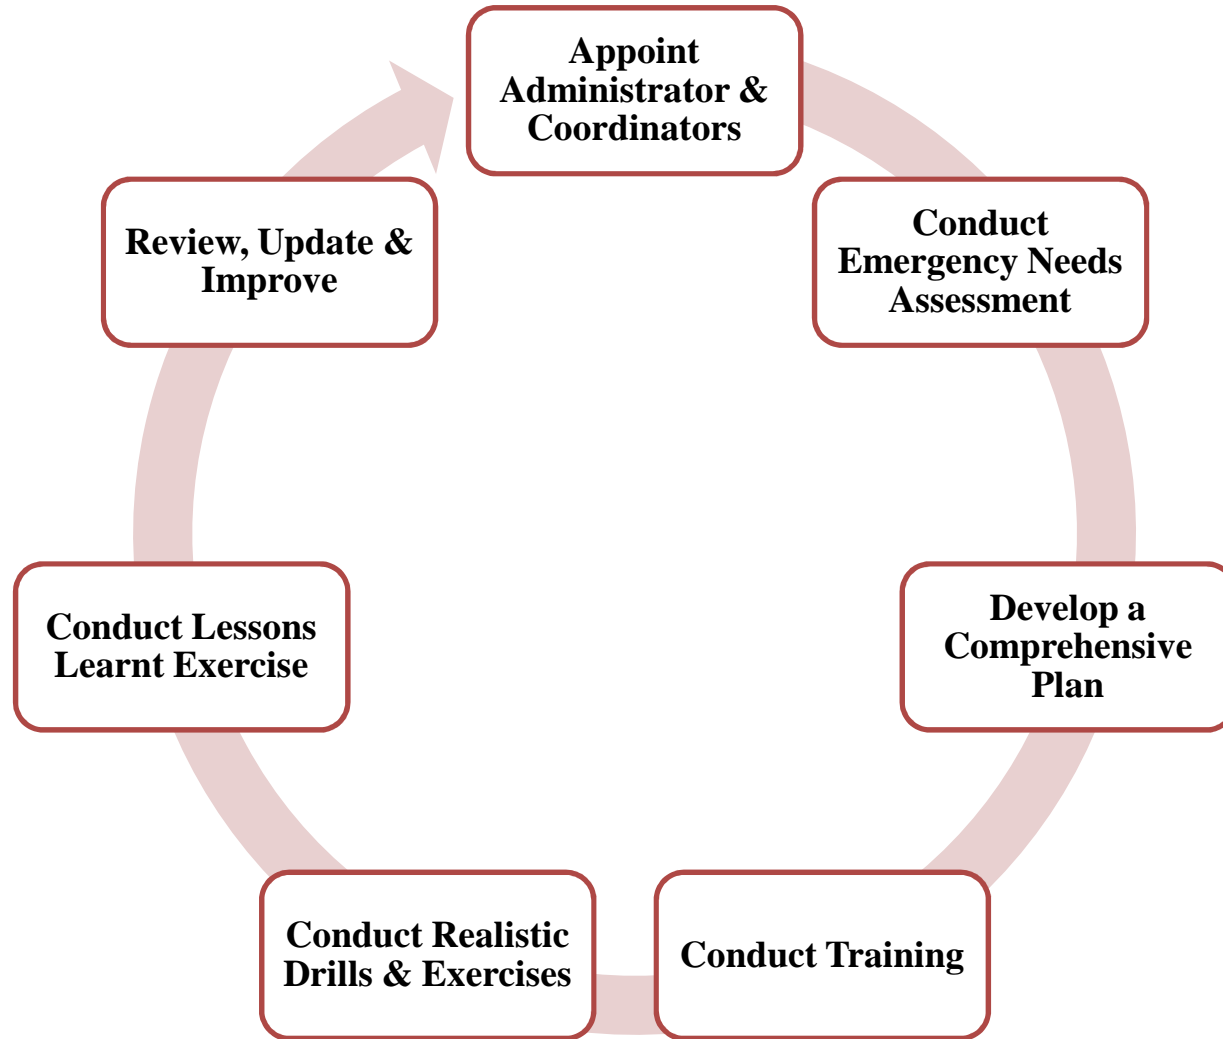 Appoint
Administrator &
Coordinators
Conduct
Emergency Needs
Assessment
Develop a
Comprehensive
Plan
Conduct Training
Conduct Realistic
Drills & Exercises
Conduct Lessons
Learnt Exercise
Review, Update &
Improve